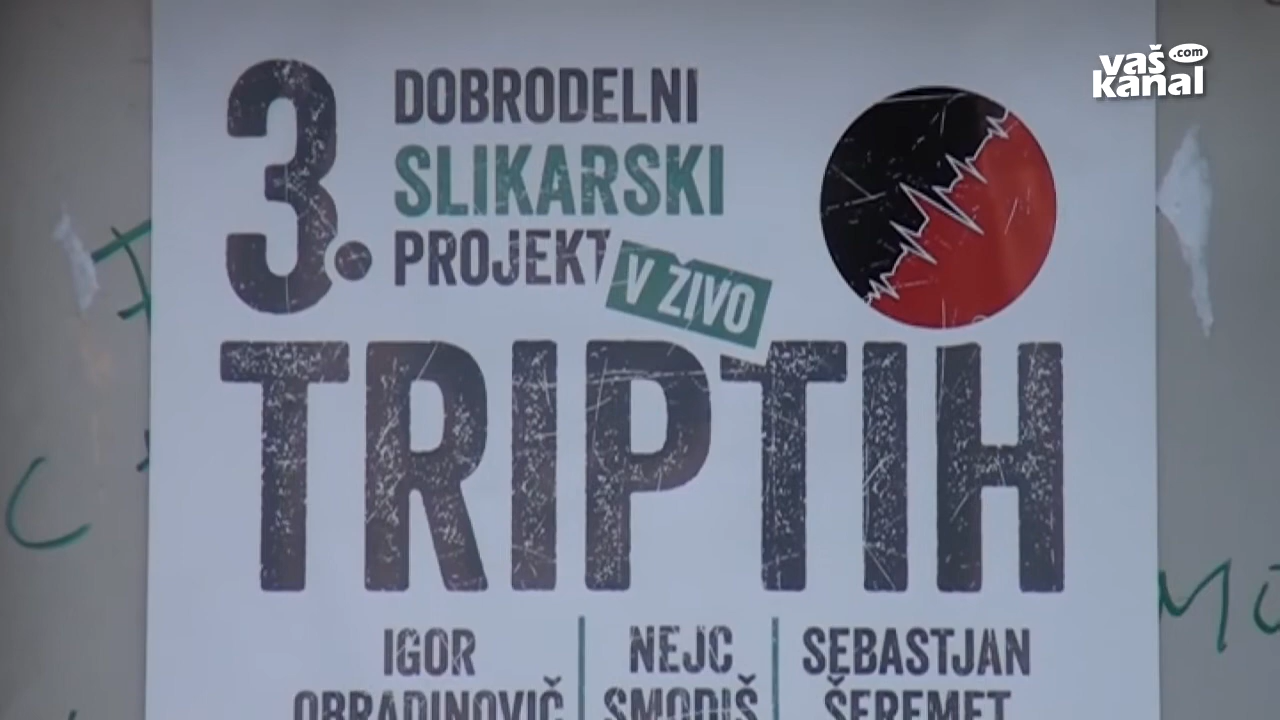 vaš .com
kanal
3. DOBRODELNI
SLIKARSKI
PROJEKT
V ZIVO
TRIPTIH
IGOR
OBRADINOVIČ
NEJC
SMODIŠ
SEBASTJAN
ŠEREMET